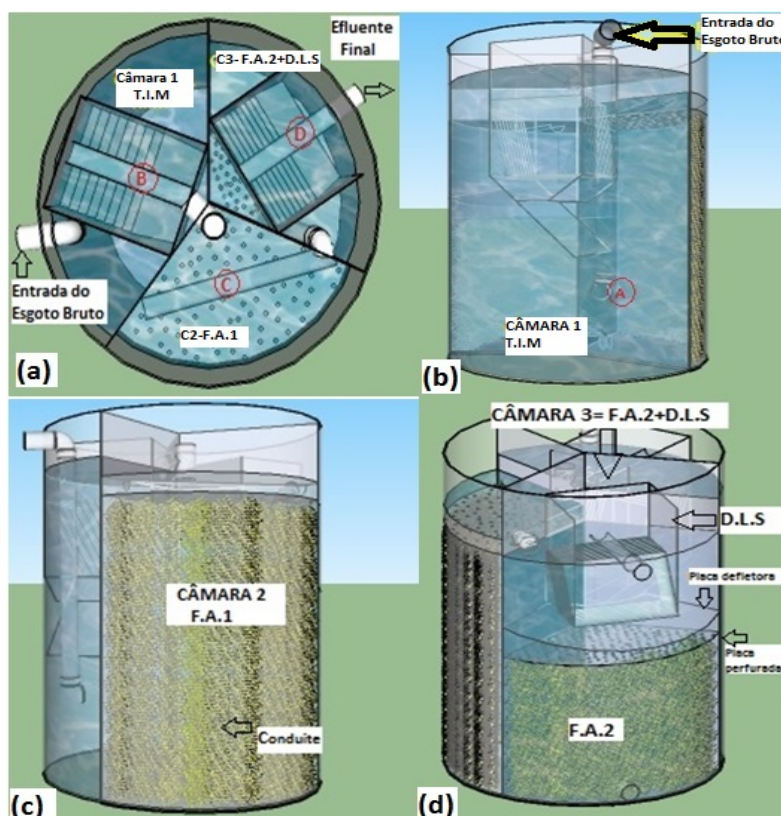 Efluente
Final
Câmara 1
T.I.M
C3- F.A.2+D.L.S
D
B
C
Entrada do
Esgoto Bruto
C2-F.A.1
(a)
Entrada do
Esgoto Bruto
A
CÂMARA 1
T.I.M
(b)
CÂMARA 2
F.A.1
Conduite
(c)
CÂMARA 3= F.A.2+D.L.S
D.L.S
Placa defletora
Placa
perfurada
F.A.2
(d)